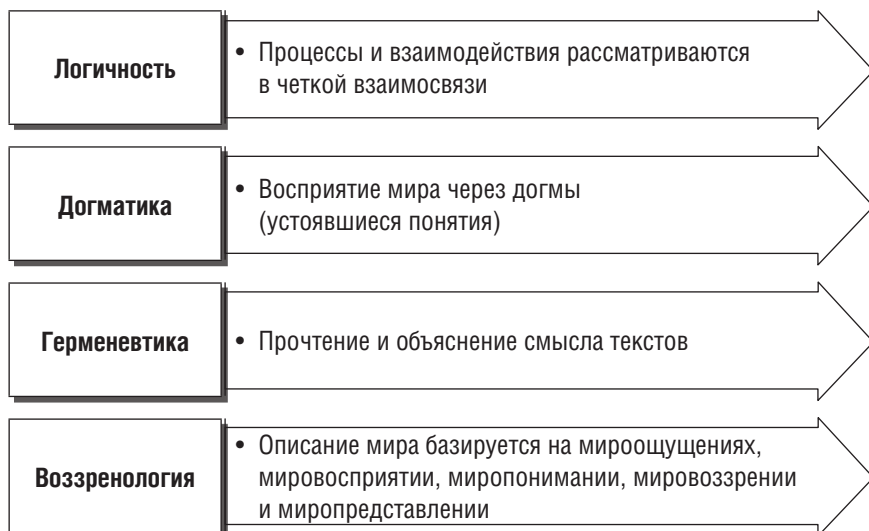 Логичность
• Процессы и взаимодействия рассматриваются
в четкой взаимосвязи
Догматика
• Восприятие мира через догмы
(устоявшиеся понятия)
Герменевтика
• Прочтение и объяснение смысла текстов
Воззренология
• Описание мира базируется на мироощущениях,
мировосприятии, миропонимании, мировоззрении
и миропредставлении